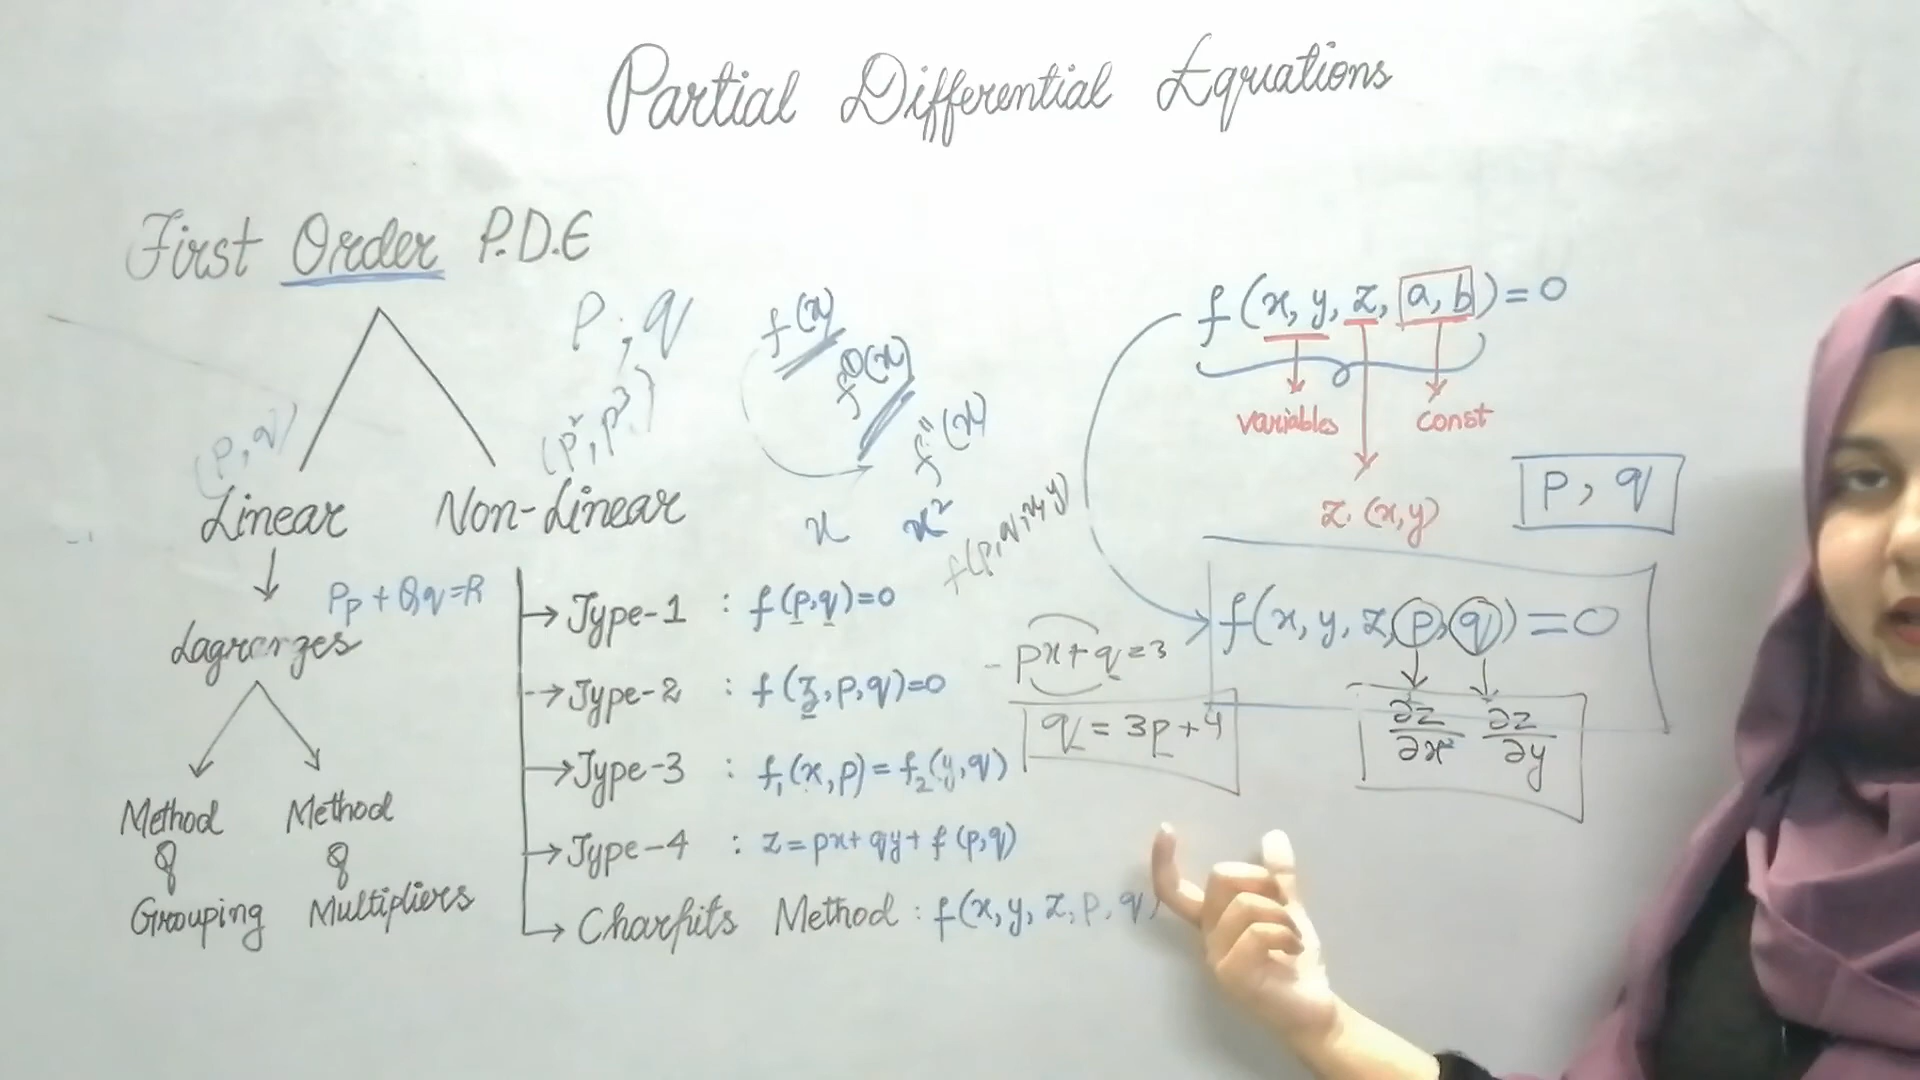 Partial Differential Equations
First Order P.D.E
p ; q
(p, q)
(p², p³)
Linear
Non-Linear
Lagranges
Pp + Qq = R
Method of Grouping
Method of Multipliers
Type-1 : f(p,q)=0
Type-2 : f(z,p,q)=0
Type-3 : f₁(x,p) = f₂(y,q)
Type-4 : z = px + qy + f(p,q)
Charpits Method : f(x, y, z, p, q)
f(x)
f'(x)
f''(x)
x x²
f(p,q,x,y)
px+q=3
q = 3p+4
f(x, y, z, a, b) = 0
variables
const
z (x,y)
p, q
f(x, y, z, p, q) = 0
∂z/∂x ∂z/∂y